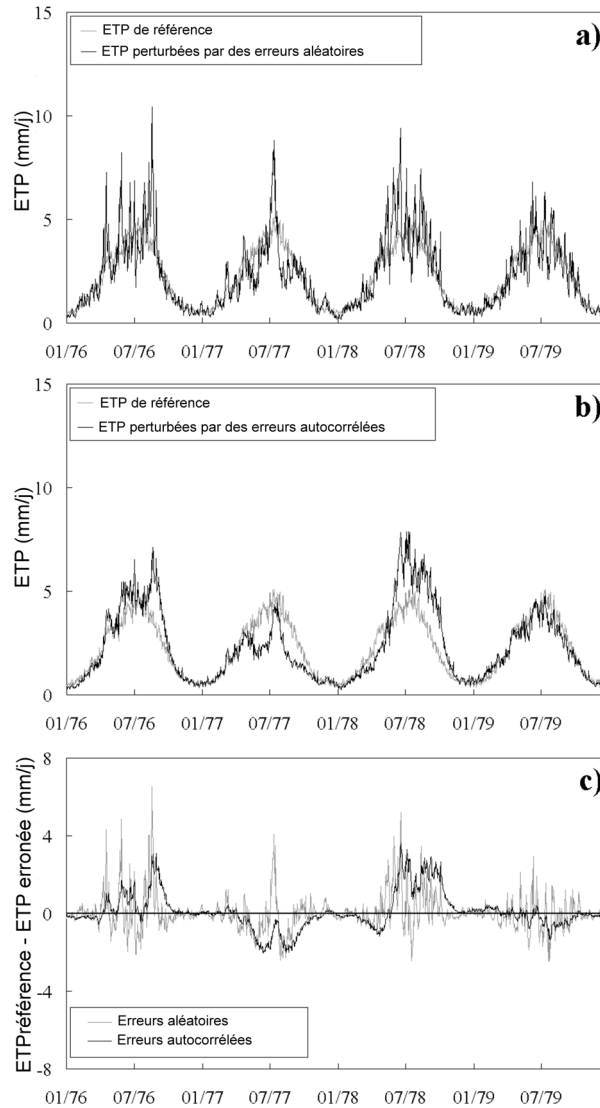 15
ETP de référence
ETP perturbées par des erreurs aléatoires
a)
10
ETP (mm/j)
5
0
01/76 07/76 01/77 07/77 01/78 07/78 01/79 07/79
15
ETP de référence
ETP perturbées par des erreurs autocorrélées
b)
10
ETP (mm/j)
5
0
01/76 07/76 01/77 07/77 01/78 07/78 01/79 07/79
8
c)
4
ETPréférence - ETP erronée (mm/j)
0
-4
Erreurs aléatoires
Erreurs autocorrélées
-8
01/76 07/76 01/77 07/77 01/78 07/78 01/79 07/79